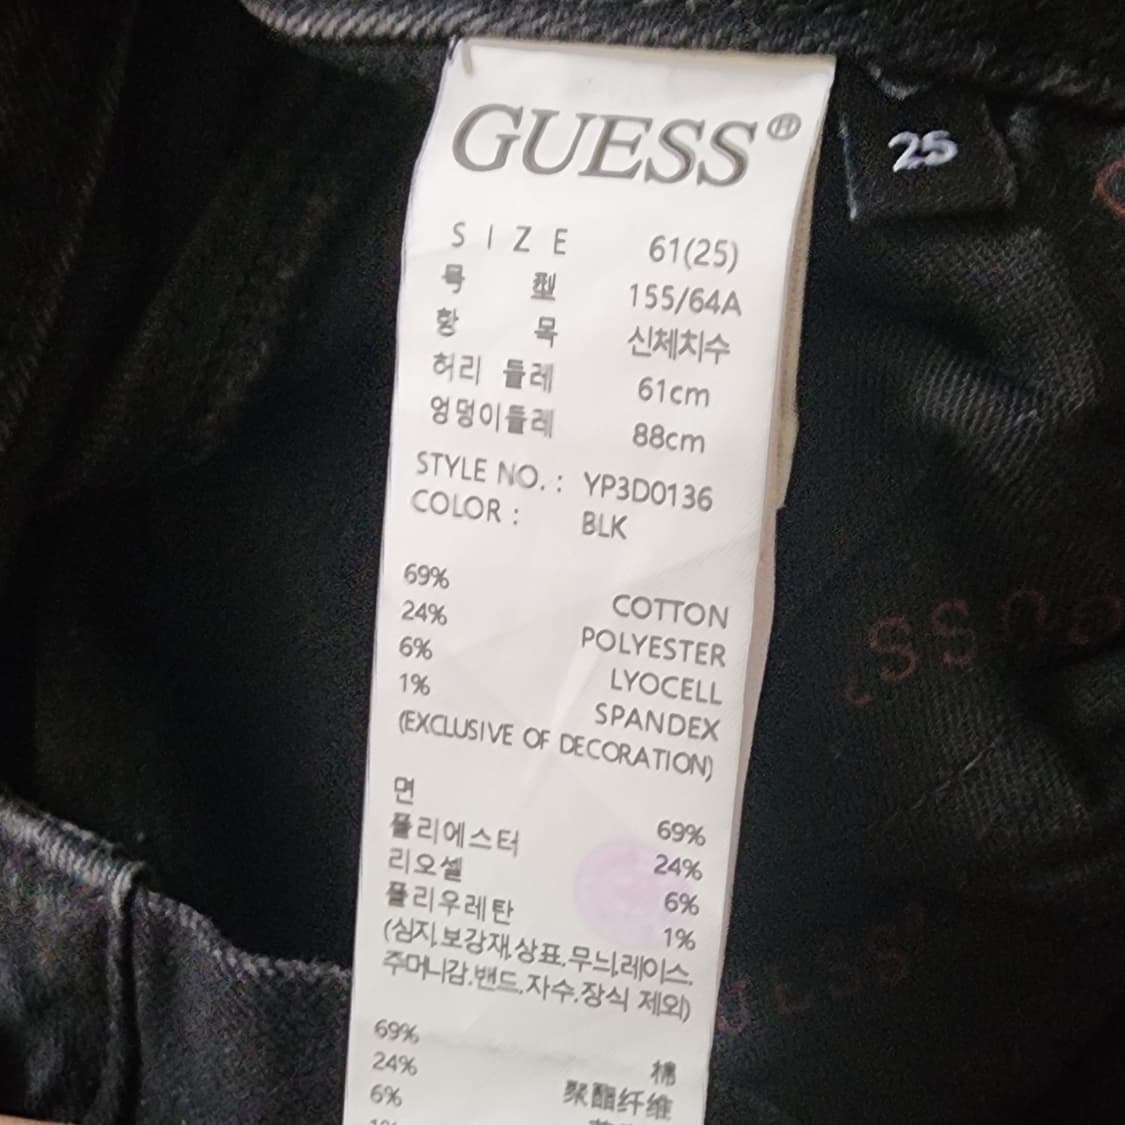 GUESS®
25
SIZE 61(25)
号 型 155/64A
항 목 신체치수
허리 둘레 61cm
엉덩이둘레 88cm
STYLE NO. : YP3D0136
COLOR : BLK
69% COTTON
24% POLYESTER
6% LYOCELL
1% SPANDEX
(EXCLUSIVE OF DECORATION)
면 69%
폴리에스터 24%
리오셀 6%
폴리우레탄 1%
(심지.보강재.상표.무늬.레이스.
주머니감.밴드.자수.장식 제외)
69% 棉
24% 聚酯纤维
6%